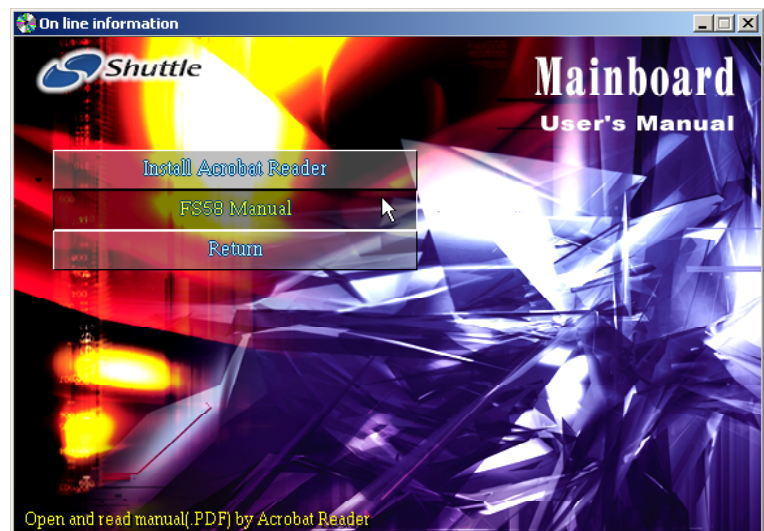 On line information
Shuttle
Mainboard
User's Manual
Install Acrobat Reader
FS58 Manual
Return
Open and read manual(.PDF) by Acrobat Reader